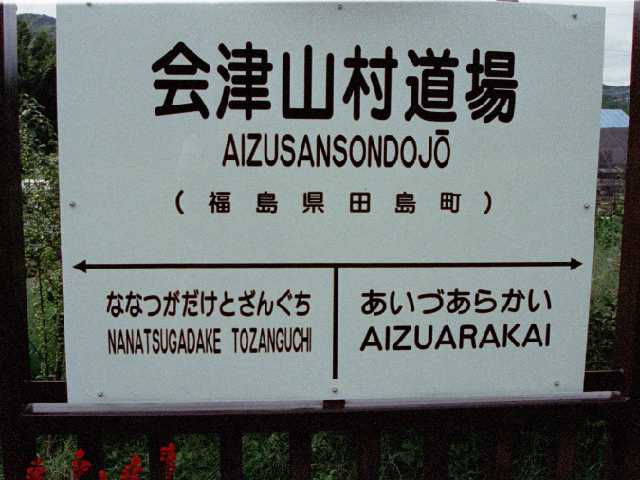 会津山村道場
AIZUSANSONDOJŌ
(福島県田島町)
ななつがだけとざんぐち
NANATSUGADAKE TOZANGUCHI
あいづあらかい
AIZUARAKAI